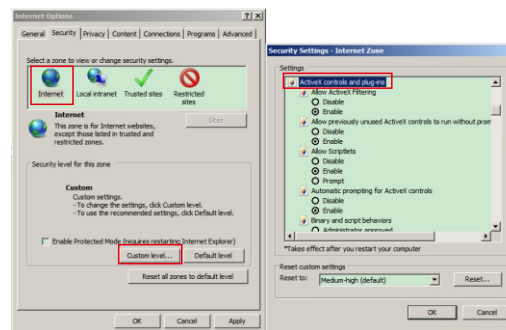 Internet Options
General Security Privacy Content Connections Programs Advanced
Select a zone to view or change security settings.
Internet Local intranet Trusted sites Restricted sites
Internet
This zone is for Internet websites,
except those listed in trusted and
restricted zones.
Sites
Security level for this zone
Custom
Custom settings.
- To change the settings, click Custom level.
- To use the recommended settings, click Default level.
Enable Protected Mode (requires restarting Internet Explorer)
Custom level... Default level
Reset all zones to default level
OK Cancel Apply
Security Settings - Internet Zone
Settings
ActiveX controls and plug-ins
Allow ActiveX Filtering
Disable
Enable
Allow previously unused ActiveX controls to run without prom
Disable
Enable
Allow Scriptlets
Disable
Enable
Prompt
Automatic prompting for ActiveX controls
Disable
Enable
Binary and script behaviors
Administrator approved
*Takes effect after you restart your computer
Reset custom settings
Reset to: Medium-high (default) Reset...
OK Cancel